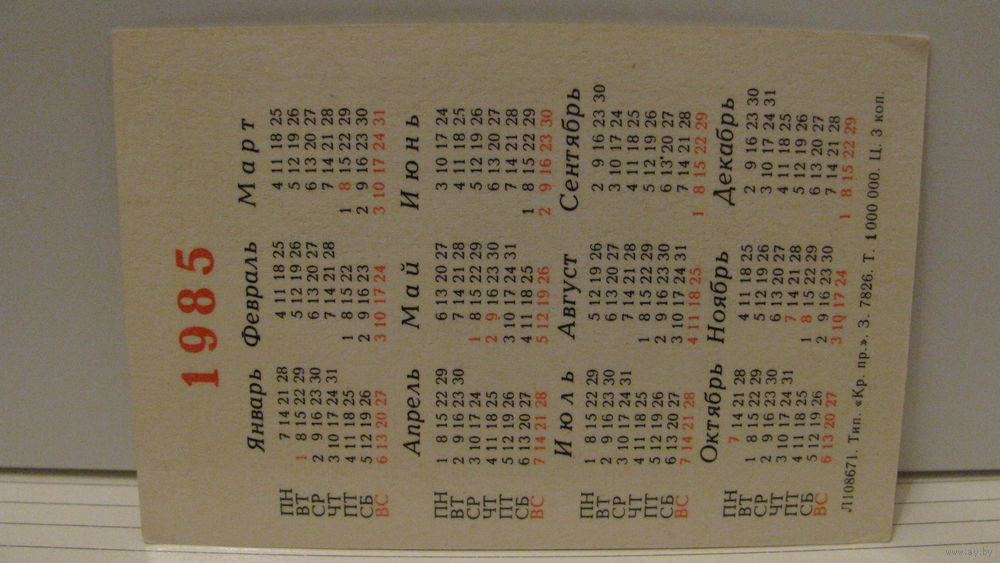 1985
Январь Февраль Март
ПН 7 14 21 28 4 11 18 25 4 11 18 25
ВТ 1 8 15 22 29 5 12 19 26 5 12 19 26
СР 2 9 16 23 30 6 13 20 27 6 13 20 27
ЧТ 3 10 17 24 31 7 14 21 28 7 14 21 28
ПТ 4 11 18 25 1 8 15 22 1 8 15 22 29
СБ 5 12 19 26 2 9 16 23 2 9 16 23 30
ВС 6 13 20 27 3 10 17 24 3 10 17 24 31
Апрель Май Июнь
ПН 1 8 15 22 29 6 13 20 27 3 10 17 24
ВТ 2 9 16 23 30 7 14 21 28 4 11 18 25
СР 3 10 17 24 1 8 15 22 29 5 12 19 26
ЧТ 4 11 18 25 2 9 16 23 30 6 13 20 27
ПТ 5 12 19 26 3 10 17 24 31 7 14 21 28
СБ 6 13 20 27 4 11 18 25 1 8 15 22 29
ВС 7 14 21 28 5 12 19 26 2 9 16 23 30
Июль Август Сентябрь
ПН 1 8 15 22 29 5 12 19 26 2 9 16 23 30
ВТ 2 9 16 23 30 6 13 20 27 3 10 17 24
СР 3 10 17 24 31 7 14 21 28 4 11 18 25
ЧТ 4 11 18 25 1 8 15 22 29 5 12 19 26
ПТ 5 12 19 26 2 9 16 23 30 6 13 20 27
СБ 6 13 20 27 3 10 17 24 31 7 14 21 28
ВС 7 14 21 28 4 11 18 25 1 8 15 22 29
Октябрь Ноябрь Декабрь
ПН 7 14 21 28 4 11 18 25 2 9 16 23 30
ВТ 1 8 15 22 29 5 12 19 26 3 10 17 24 31
СР 2 9 16 23 30 6 13 20 27 4 11 18 25
ЧТ 3 10 17 24 31 7 14 21 28 5 12 19 26
ПТ 4 11 18 25 1 8 15 22 29 6 13 20 27
СБ 5 12 19 26 2 9 16 23 30 7 14 21 28
ВС 6 13 20 27 3 10 17 24 1 8 15 22 29
Л108671. Тип. «Кр. пр.». З. 7826. Т. 1 000 000. Ц. 3 коп.
www.ay.by